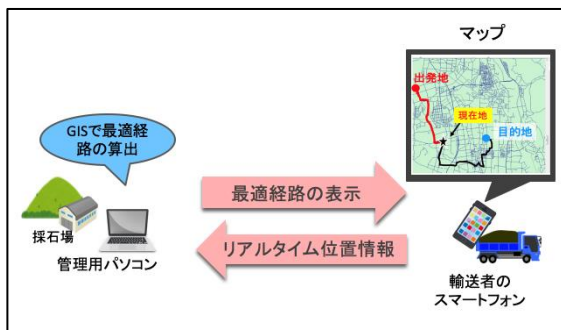 マップ
出発地
現在地
目的地
GISで最適経
路の算出
最適経路の表示
採石場
リアルタイム位置情報
管理用パソコン
輸送者の
スマートフォン